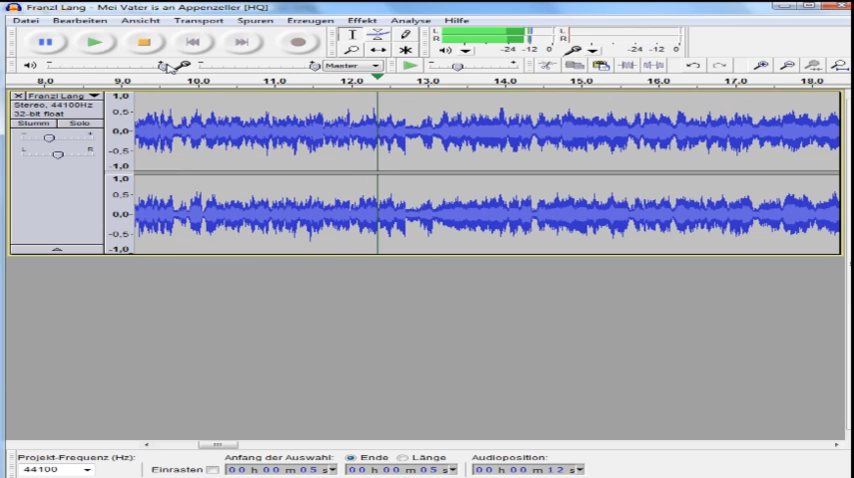 Franzl Lang - Mei Vater is an Appenzeller [HQ]
Datei Bearbeiten Ansicht Transport Spuren Erzeugen Effekt Analyse Hilfe
L
R
-24 -12 0
L
R
-24 -12 0
Master
8,0 9,0 10,0 11,0 12,0 13,0 14,0 15,0 16,0 17,0 18,0
Franzl Lang
Stereo, 44100Hz
32-bit float
Stumm Solo
- +
L R
1,0
0,5-
0,0-
-0,5-
-1,0
1,0
0,5-
0,0-
-0,5-
-1,0
Projekt-Frequenz (Hz):
44100
Einrasten
Anfang der Auswahl:
Ende
Länge
Audioposition:
00 h 00 m 05 s
00 h 00 m 05 s
00 h 00 m 12 s